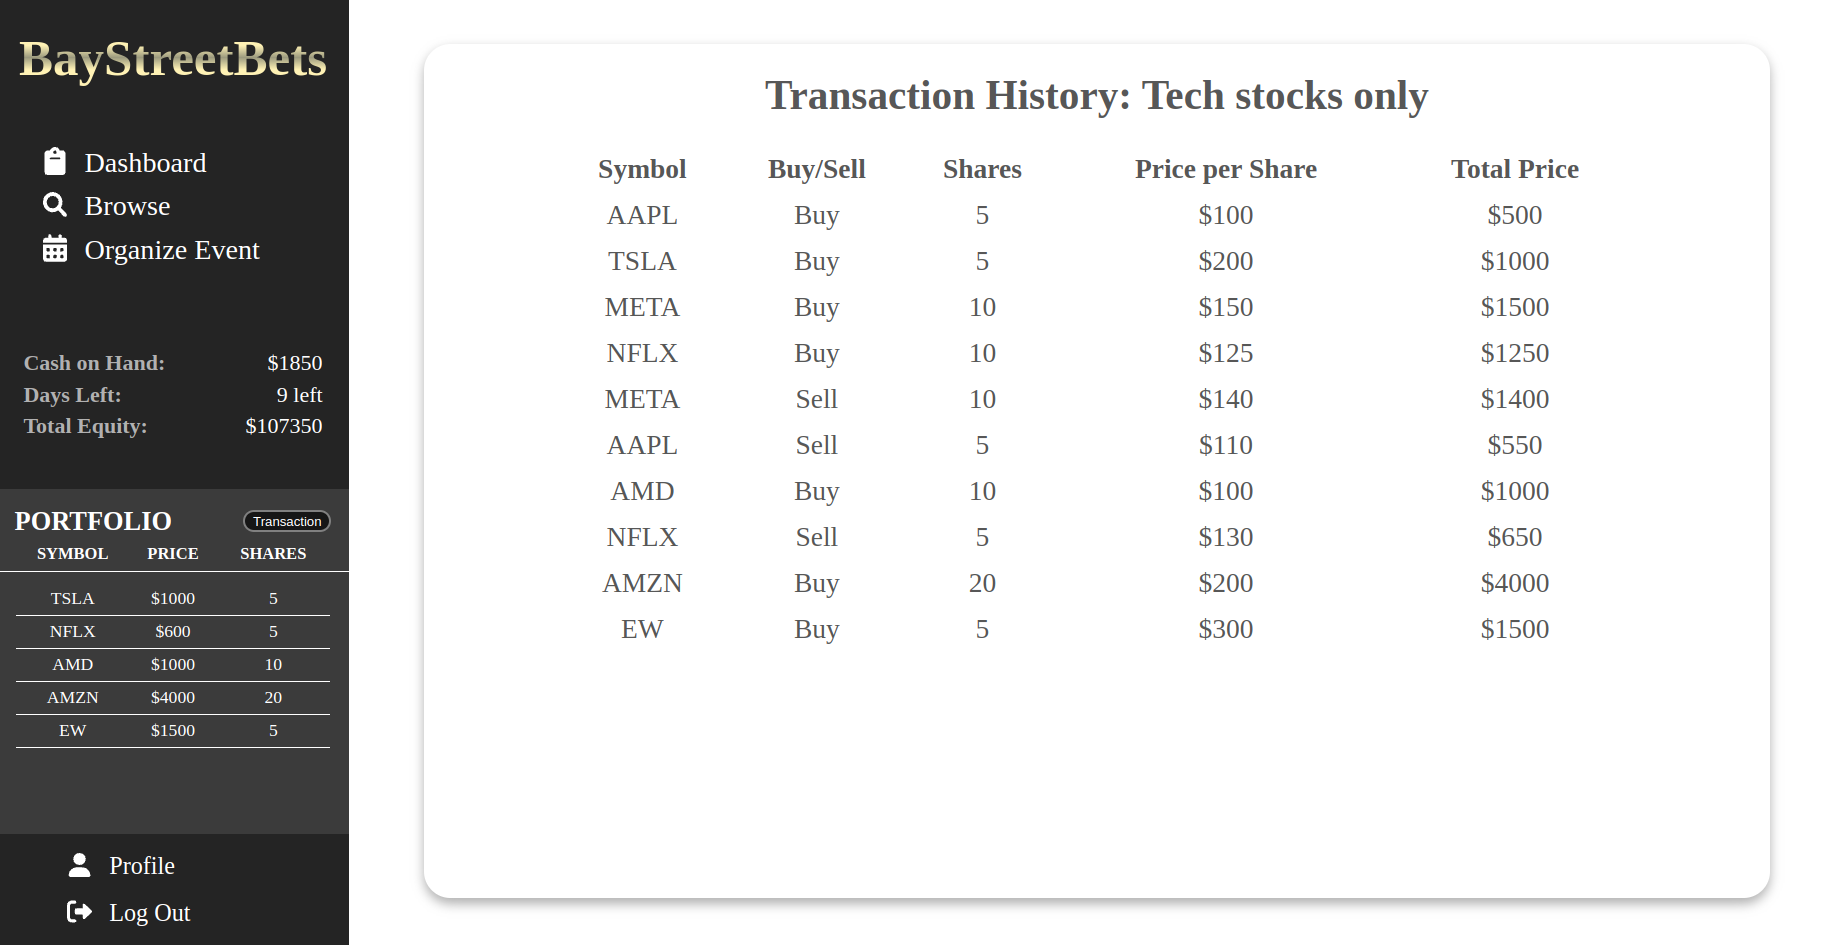 BayStreetBets
Dashboard
Browse
Organize Event
Cash on Hand: $1850
Days Left: 9 left
Total Equity: $107350
PORTFOLIO Transaction
SYMBOL PRICE SHARES
TSLA $1000 5
NFLX $600 5
AMD $1000 10
AMZN $4000 20
EW $1500 5
Profile
Log Out
Transaction History: Tech stocks only
Symbol Buy/Sell Shares Price per Share Total Price
AAPL Buy 5 $100 $500
TSLA Buy 5 $200 $1000
META Buy 10 $150 $1500
NFLX Buy 10 $125 $1250
META Sell 10 $140 $1400
AAPL Sell 5 $110 $550
AMD Buy 10 $100 $1000
NFLX Sell 5 $130 $650
AMZN Buy 20 $200 $4000
EW Buy 5 $300 $1500